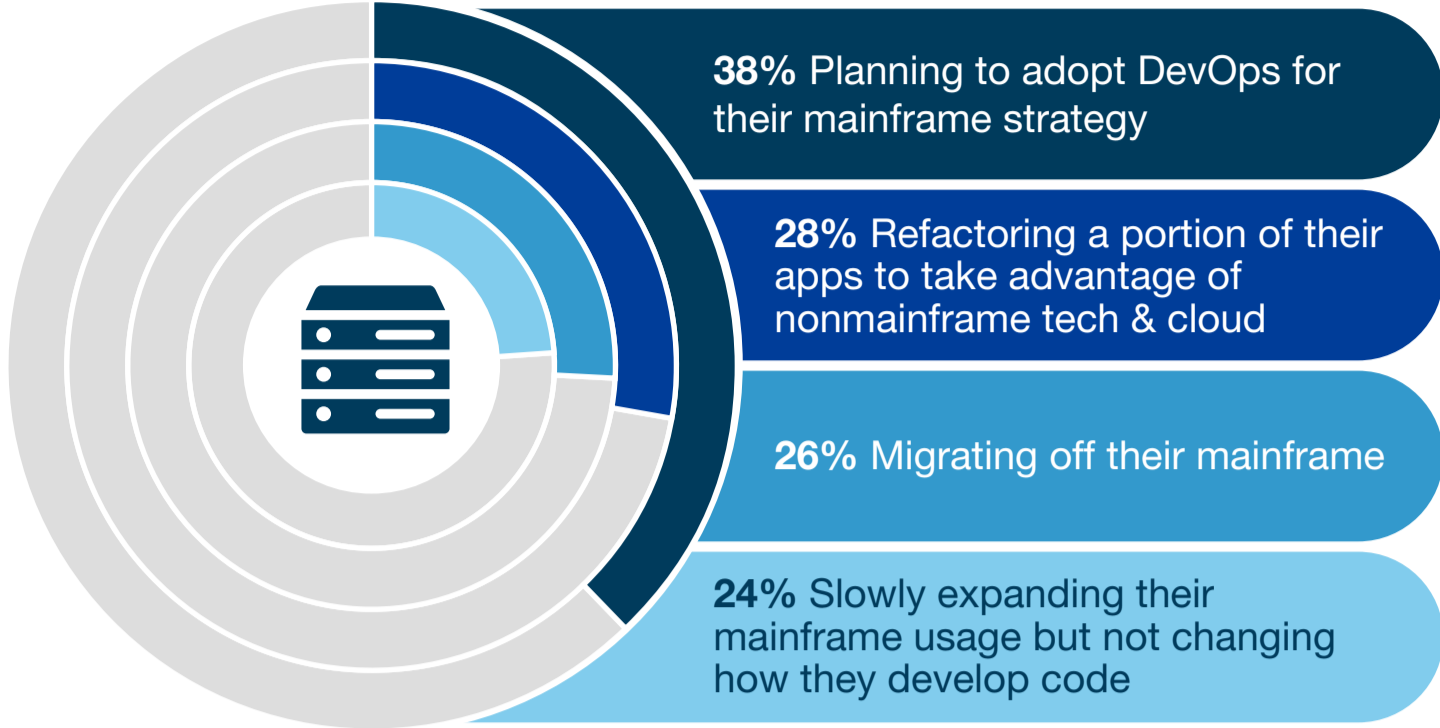 38% Planning to adopt DevOps for
their mainframe strategy
28% Refactoring a portion of their
apps to take advantage of
nonmainframe tech & cloud
26% Migrating off their mainframe
24% Slowly expanding their
mainframe usage but not changing
how they develop code